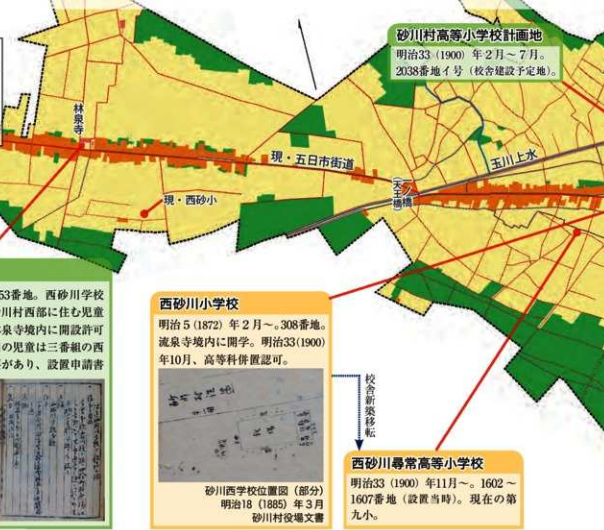 砂川村高等小学校計画地
明治33（1900）年2月～7月。
2038番地イ号（校舎建設予定地）。
林泉寺
現・五日市街道
玉川上水
一ノ橋
（天王橋）
現・西砂小
53番地。西砂川学校
川村西部に住む児童
泉寺境内に開設許可
の児童は三番組の西
があり、設置申請書
西砂川小学校
明治5（1872）年2月～。308番地。
流泉寺境内に開学。明治33（1900）
年10月、高等科併置認可。
砂川西学校位置図（部分）
明治18（1885）年3月
砂川村役場文書
校舎新築移転
西砂川尋常高等小学校
明治33（1900）年11月～。1602～
1607番地（設置当時）。現在の第
九小。